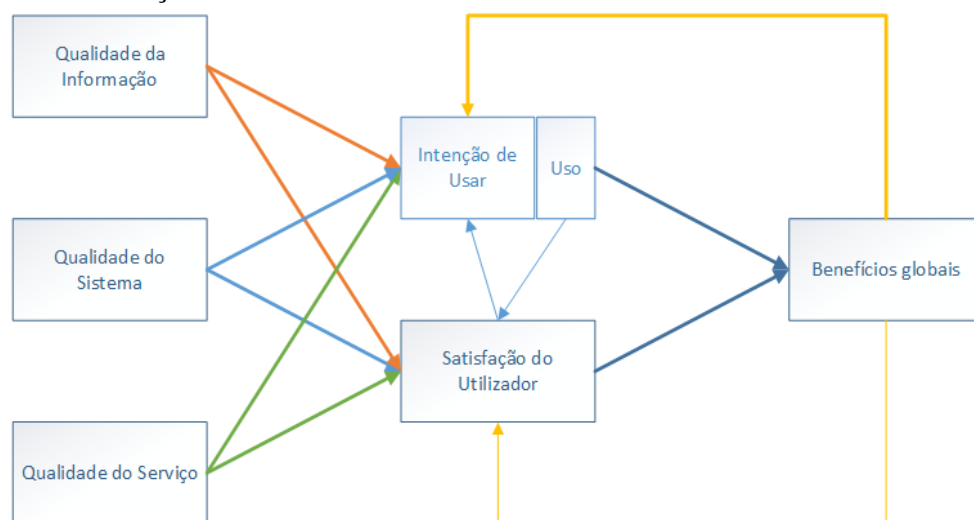 Qualidade da
Informação
Intenção de
Usar
Uso
Qualidade do
Sistema
Benefícios globais
Satisfação do
Utilizador
Qualidade do Serviço